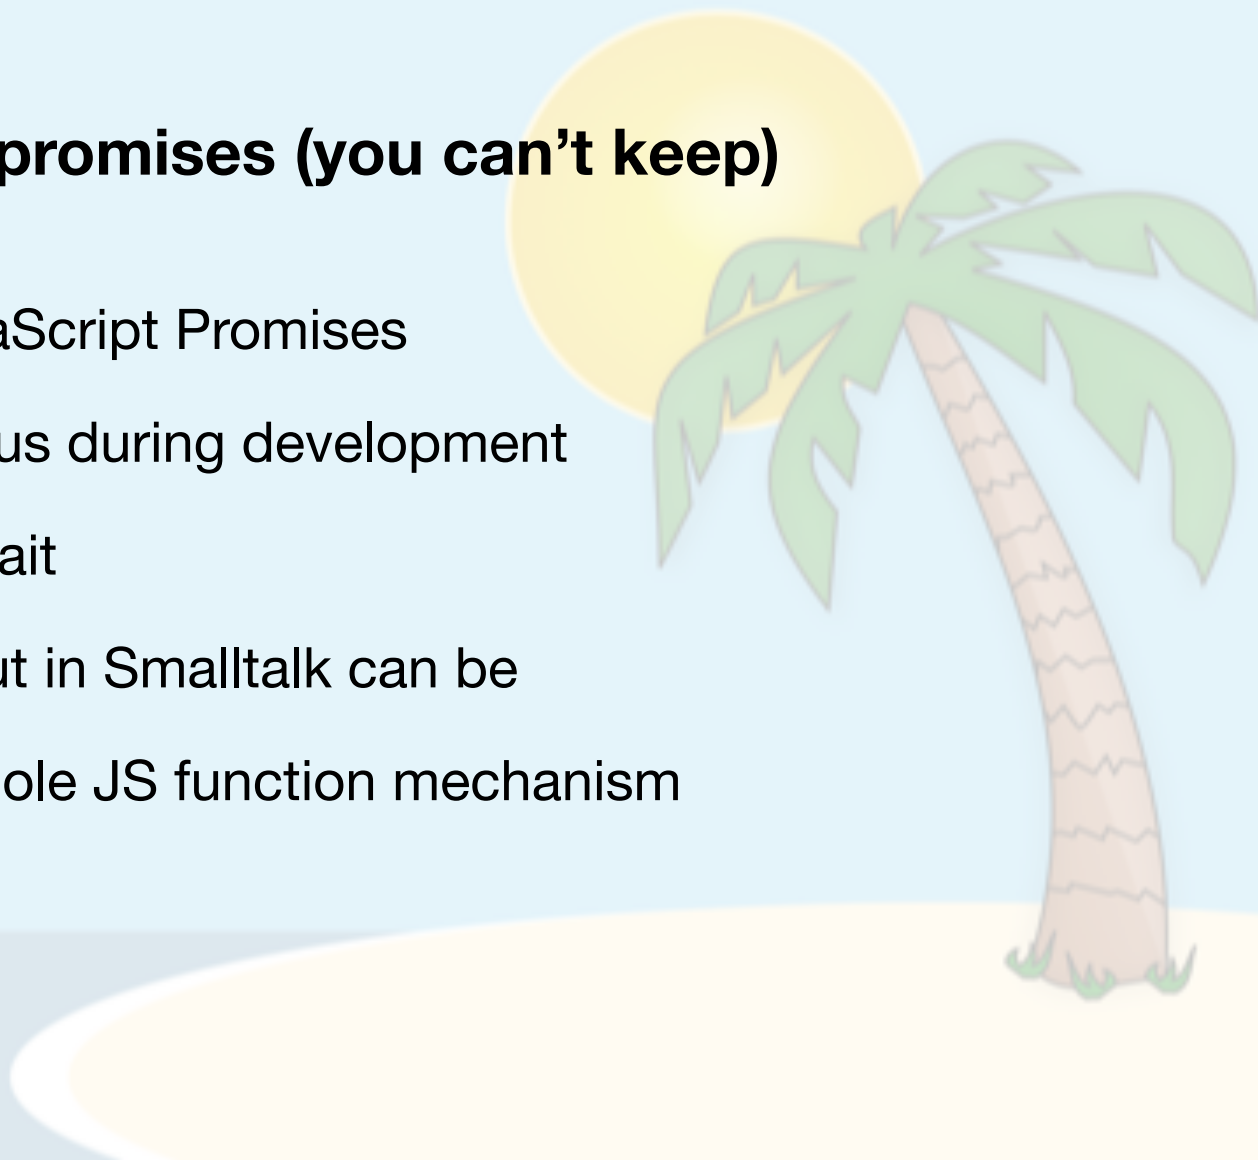 promises (you can’t keep)
aScript Promises
us during development
ait
ut in Smalltalk can be
ole JS function mechanism